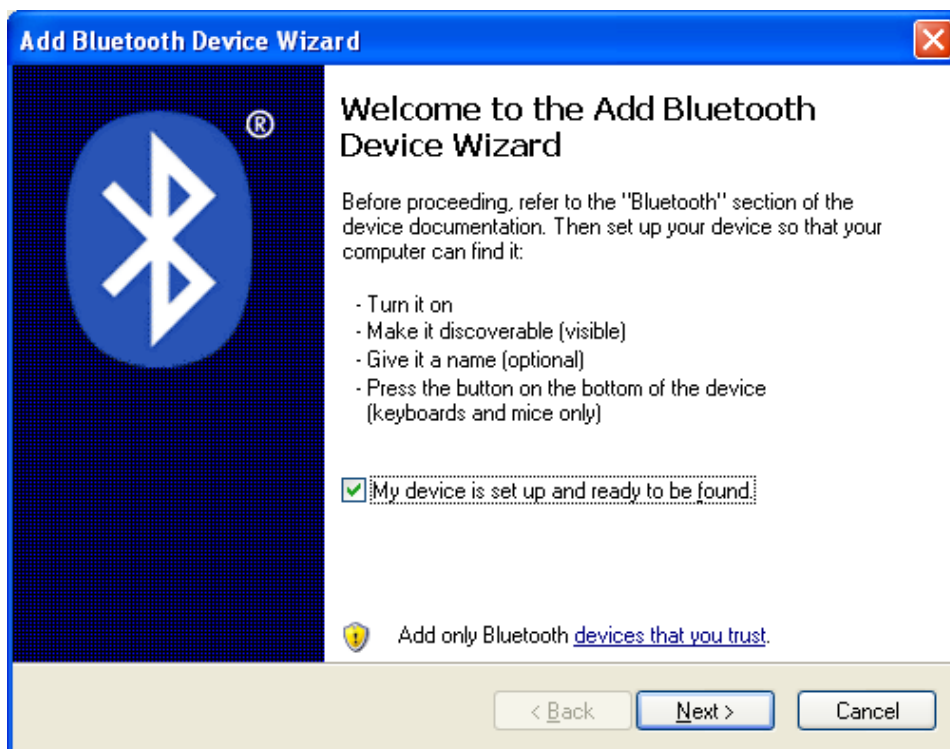 Add Bluetooth Device Wizard
®
Welcome to the Add Bluetooth
Device Wizard
Before proceeding, refer to the "Bluetooth" section of the
device documentation. Then set up your device so that your
computer can find it:
- Turn it on
- Make it discoverable (visible)
- Give it a name (optional)
- Press the button on the bottom of the device
(keyboards and mice only)
My device is set up and ready to be found.
Add only Bluetooth devices that you trust.
< Back Next > Cancel